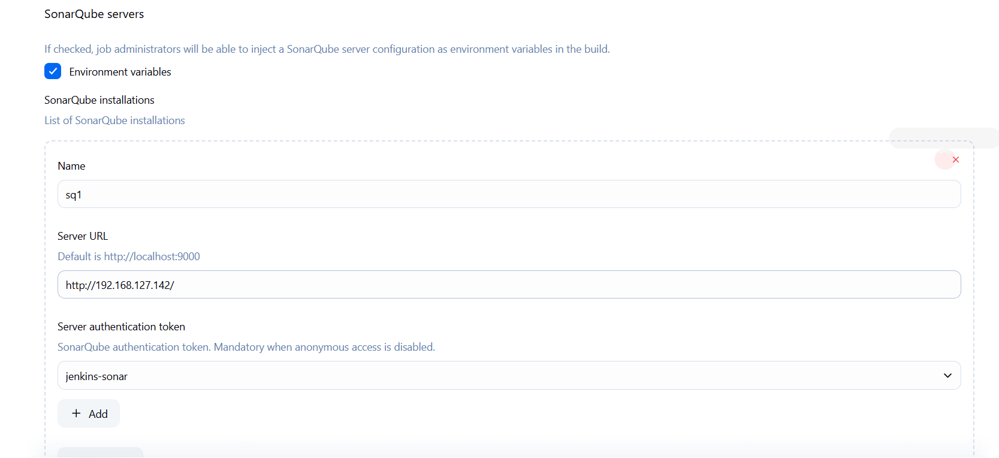 SonarQube servers
If checked, job administrators will be able to inject a SonarQube server configuration as environment variables in the build.
Environment variables
SonarQube installations
List of SonarQube installations
Name
sq1
Server URL
Default is http://localhost:9000
http://192.168.127.142/
Server authentication token
SonarQube authentication token. Mandatory when anonymous access is disabled.
jenkins-sonar
+ Add